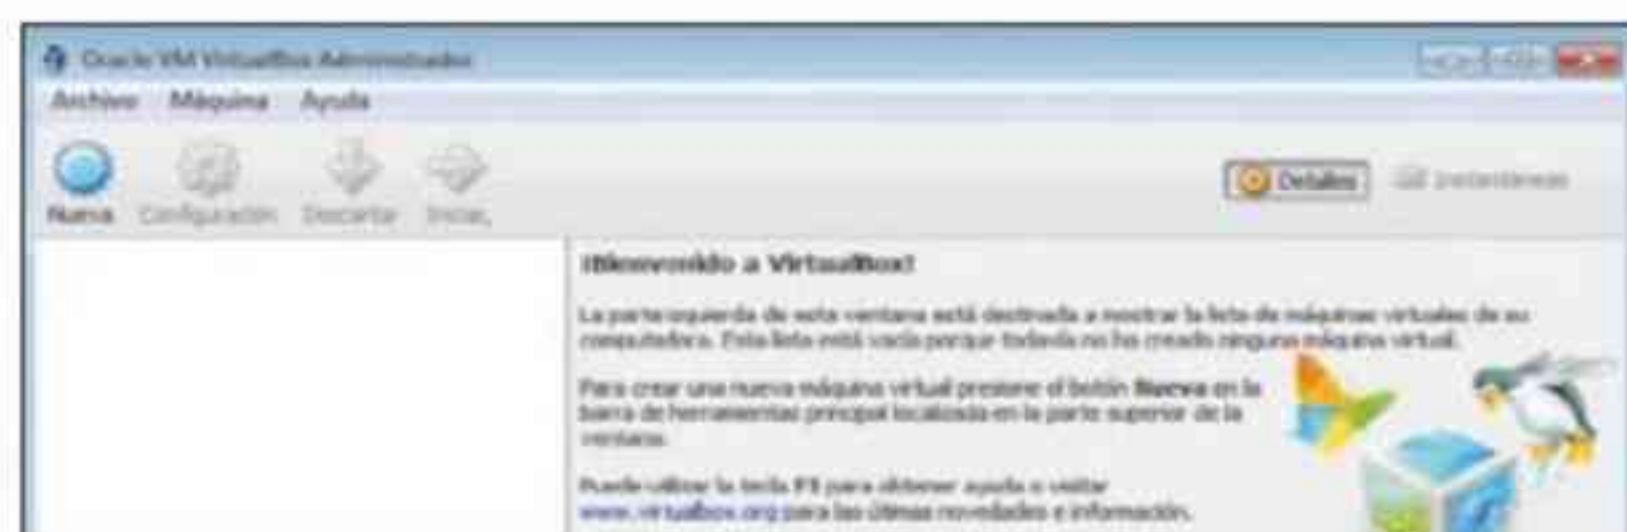 Oracle VM VirtualBox Administrador
Archivo Máquina Ayuda
Detalles Instantáneas
Nueva Configuración Descartar Iniciar
¡Bienvenido a VirtualBox!
La parte izquierda de esta ventana está destinada a mostrar la lista de máquinas virtuales de su
computadora. Esta lista está vacía porque todavía no ha creado ninguna máquina virtual.
Para crear una nueva máquina virtual presione el botón Nueva en la
barra de herramientas principal localizada en la parte superior de la
ventana.
Puede utilizar la tecla F1 para obtener ayuda o visitar
www.virtualbox.org para las últimas novedades e información.